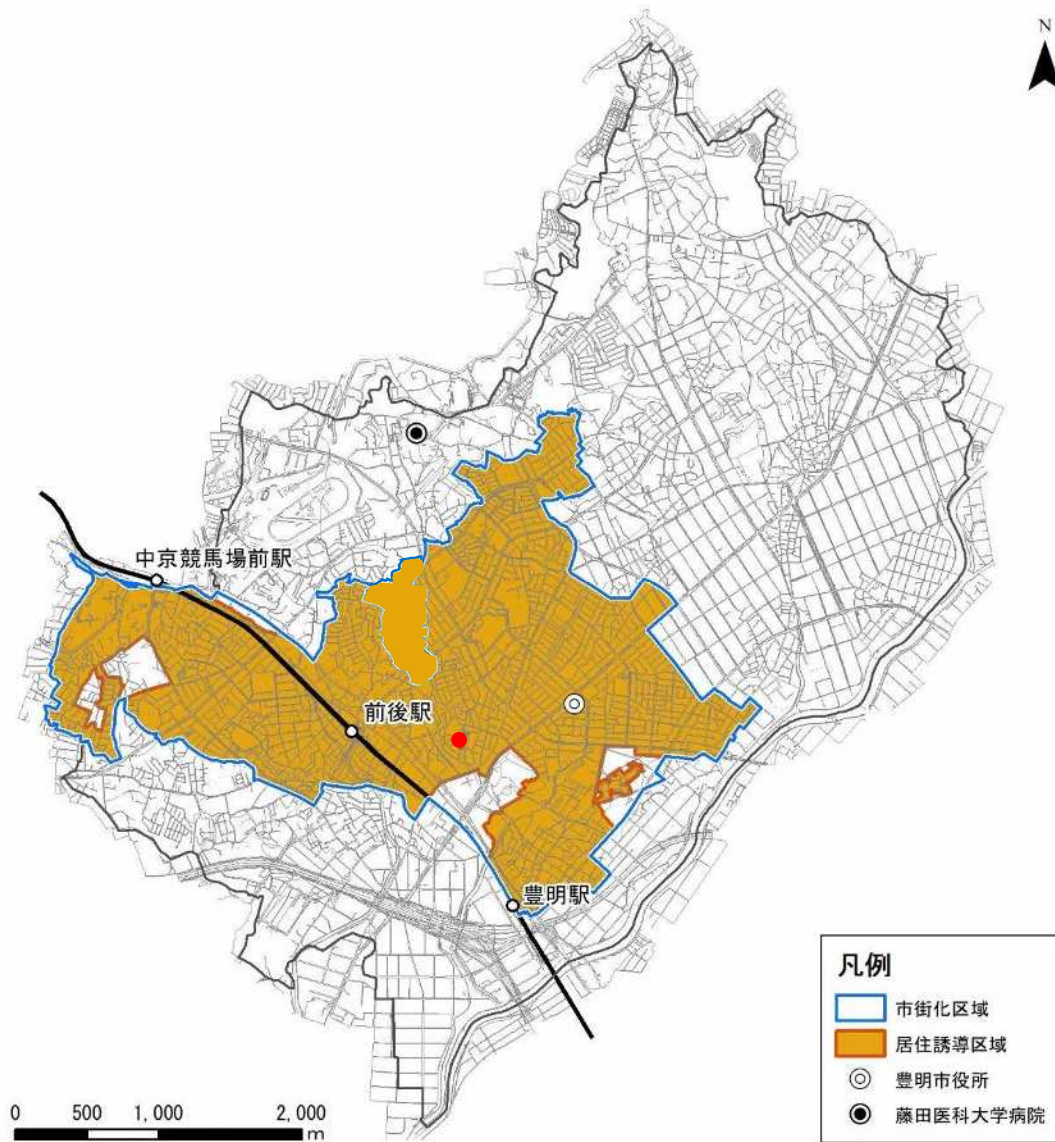 N
中京競馬場前駅
前後駅
豊明駅
凡例
市街化区域
居住誘導区域
豊明市役所
藤田医科大学病院
0 500 1,000 2,000
m